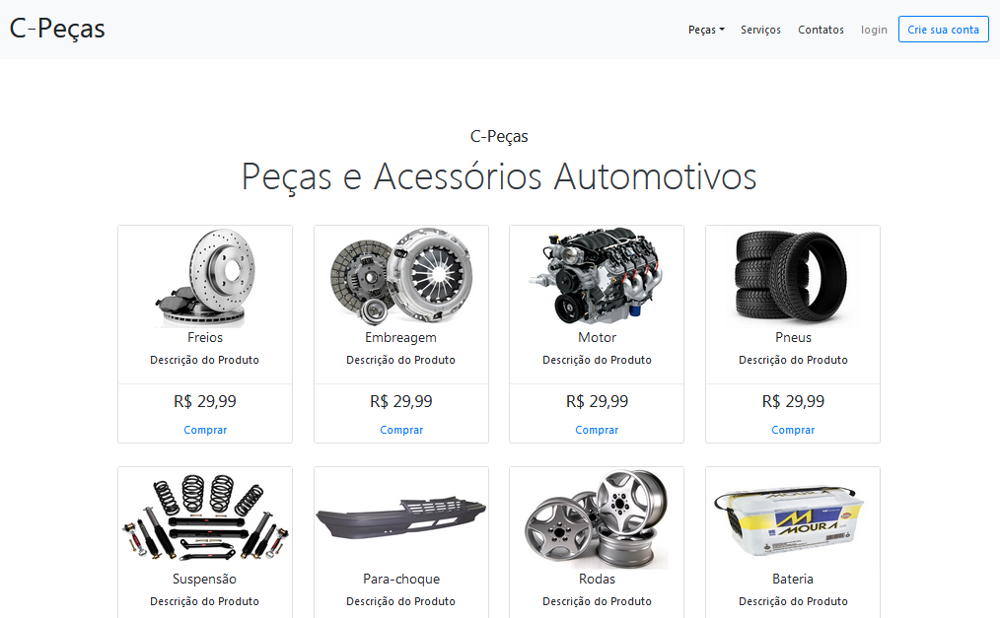 C-Peças
Peças Serviços Contatos login Crie sua conta
C-Peças
Peças e Acessórios Automotivos
Freios Embreagem Motor Pneus
Descrição do Produto Descrição do Produto Descrição do Produto Descrição do Produto
R$ 29,99 R$ 29,99 R$ 29,99 R$ 29,99
Comprar Comprar Comprar Comprar
MOURA
MOURA
Suspensão Para-choque Rodas Bateria
Descrição do Produto Descrição do Produto Descrição do Produto Descrição do Produto